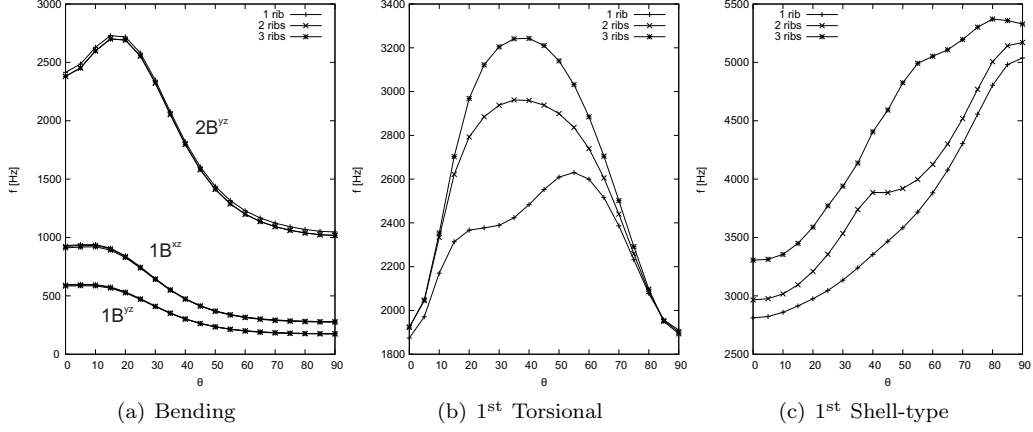 3000
2500
2000
1500
1000
500
0
0 10 20 30 40 50 60 70 80 90
f [Hz]
θ
1 rib
2 ribs
3 ribs
2B^yz
1B^xz
1B^yz
(a) Bending
3400
3200
3000
2800
2600
2400
2200
2000
1800
0 10 20 30 40 50 60 70 80 90
f [Hz]
θ
1 rib
2 ribs
3 ribs
(b) 1st Torsional
5500
5000
4500
4000
3500
3000
2500
0 10 20 30 40 50 60 70 80 90
f [Hz]
θ
1 rib
2 ribs
3 ribs
(c) 1st Shell-type